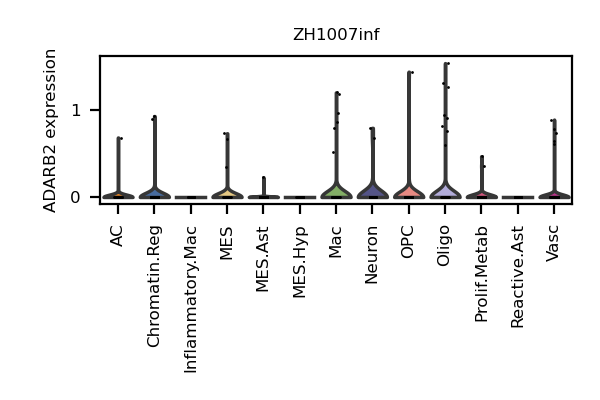 ZH1007inf
ADARB2 expression
1
0
AC
Chromatin.Reg
Inflammatory.Mac
MES
MES.Ast
MES.Hyp
Mac
Neuron
OPC
Oligo
Prolif.Metab
Reactive.Ast
Vasc